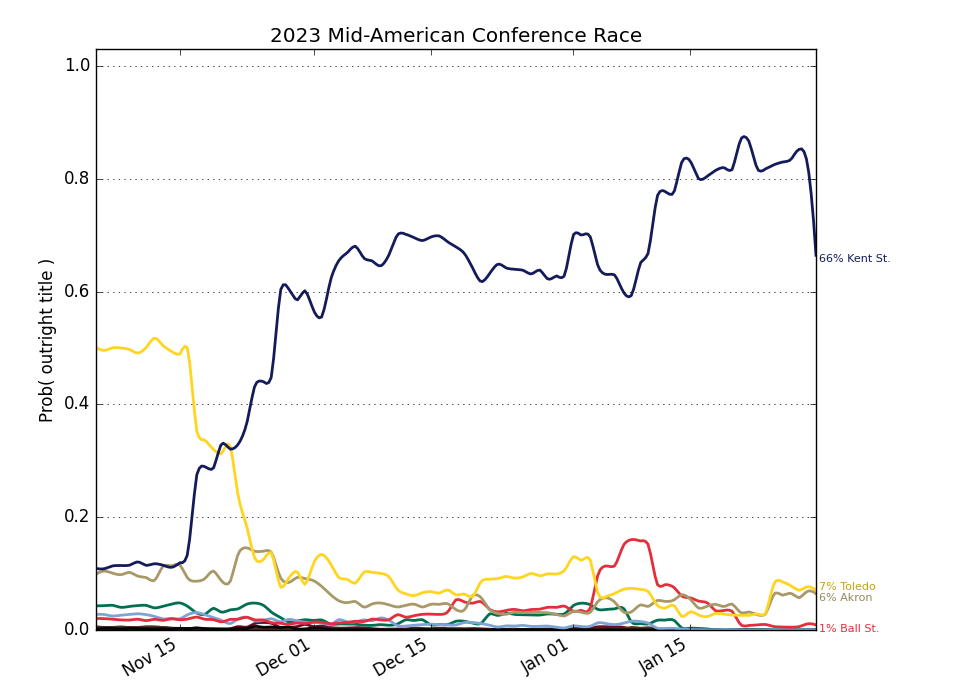 2023 Mid-American Conference Race
Prob( outright title )
1.0
0.8
0.6
0.4
0.2
0.0
66% Kent St.
7% Toledo
6% Akron
1% Ball St.
Nov 15
Dec 01
Dec 15
Jan 01
Jan 15